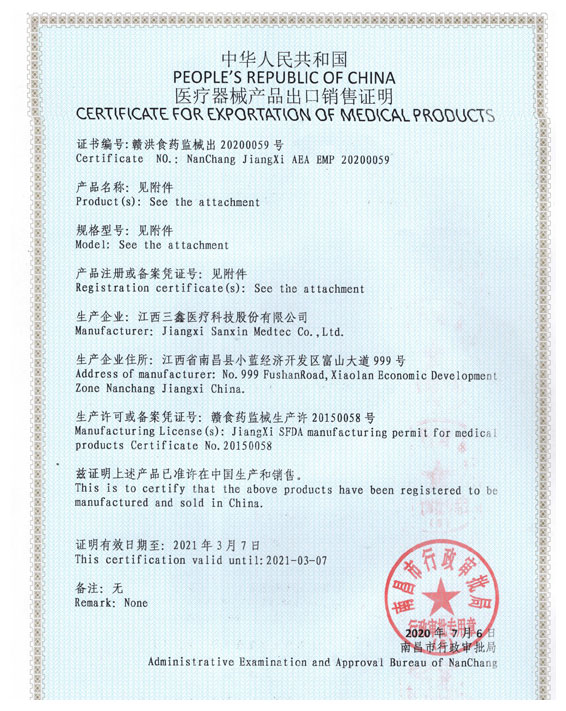 中华人民共和国
PEOPLE'S REPUBLIC OF CHINA
医疗器械产品出口销售证明
CERTIFICATE FOR EXPORTATION OF MEDICAL PRODUCTS
证书编号: 赣洪食药监械出 20200059 号
Certificate NO.: NanChang JiangXi AEA EMP 20200059
产品名称: 见附件
Product(s): See the attachment
规格型号: 见附件
Model: See the attachment
产品注册或备案凭证号: 见附件
Registration certificate(s): See the attachment
生产企业: 江西三鑫医疗科技股份有限公司
Manufacturer: Jiangxi Sanxin Medtec Co.,Ltd.
生产企业住所: 江西省南昌县小蓝经济开发区富山大道 999 号
Address of manufacturer: No. 999 FushanRoad, Xiaolan Economic Development
Zone Nanchang Jiangxi China.
生产许可或备案凭证号: 赣食药监械生产许 20150058 号
Manufacturing License(s): JiangXi SFDA manufacturing permit for medical
products Certificate No. 20150058
兹证明上述产品已准许在中国生产和销售。
This is to certify that the above products have been registered to be
manufactured and sold in China.
证明有效日期至: 2021 年 3 月 7 日
This certification valid until: 2021-03-07
备注: 无
Remark: None
南昌市行政审批局
行政审批专用章
2020 年 7 月 6 日
南昌市行政审批局
Administrative Examination and Approval Bureau of NanChang